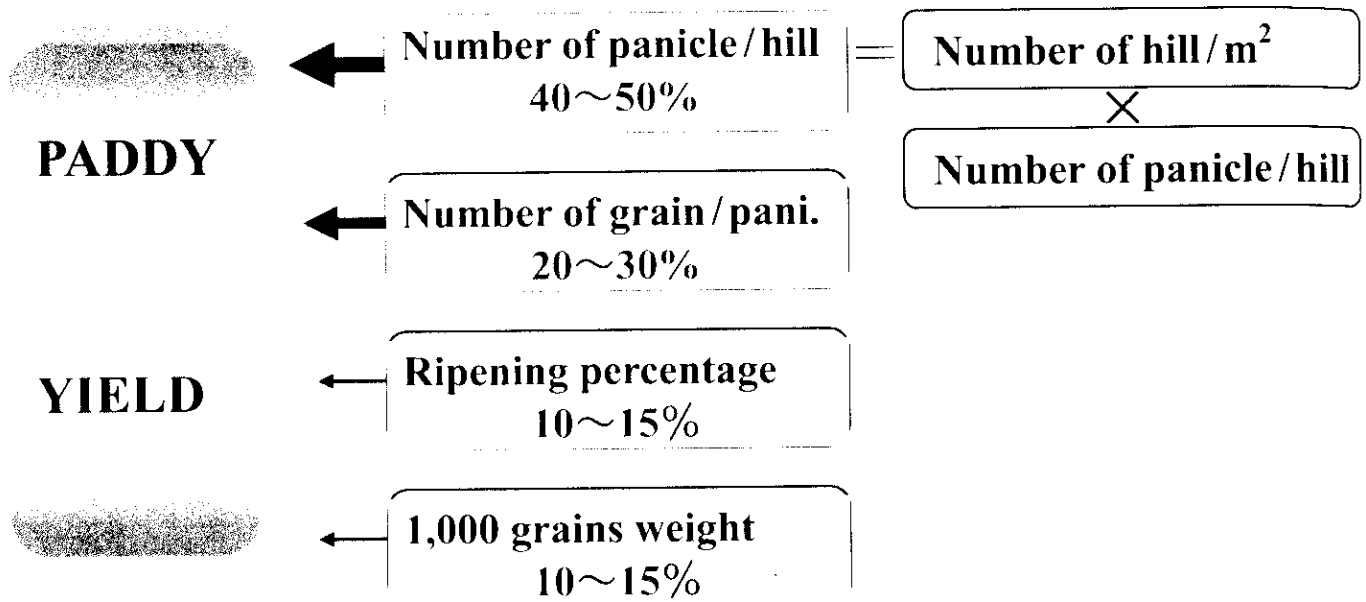 Number of panicle/hill
40～50%
=
Number of hill/m²
×
Number of panicle/hill
PADDY
Number of grain/pani.
20～30%
YIELD
Ripening percentage
10～15%
1,000 grains weight
10～15%